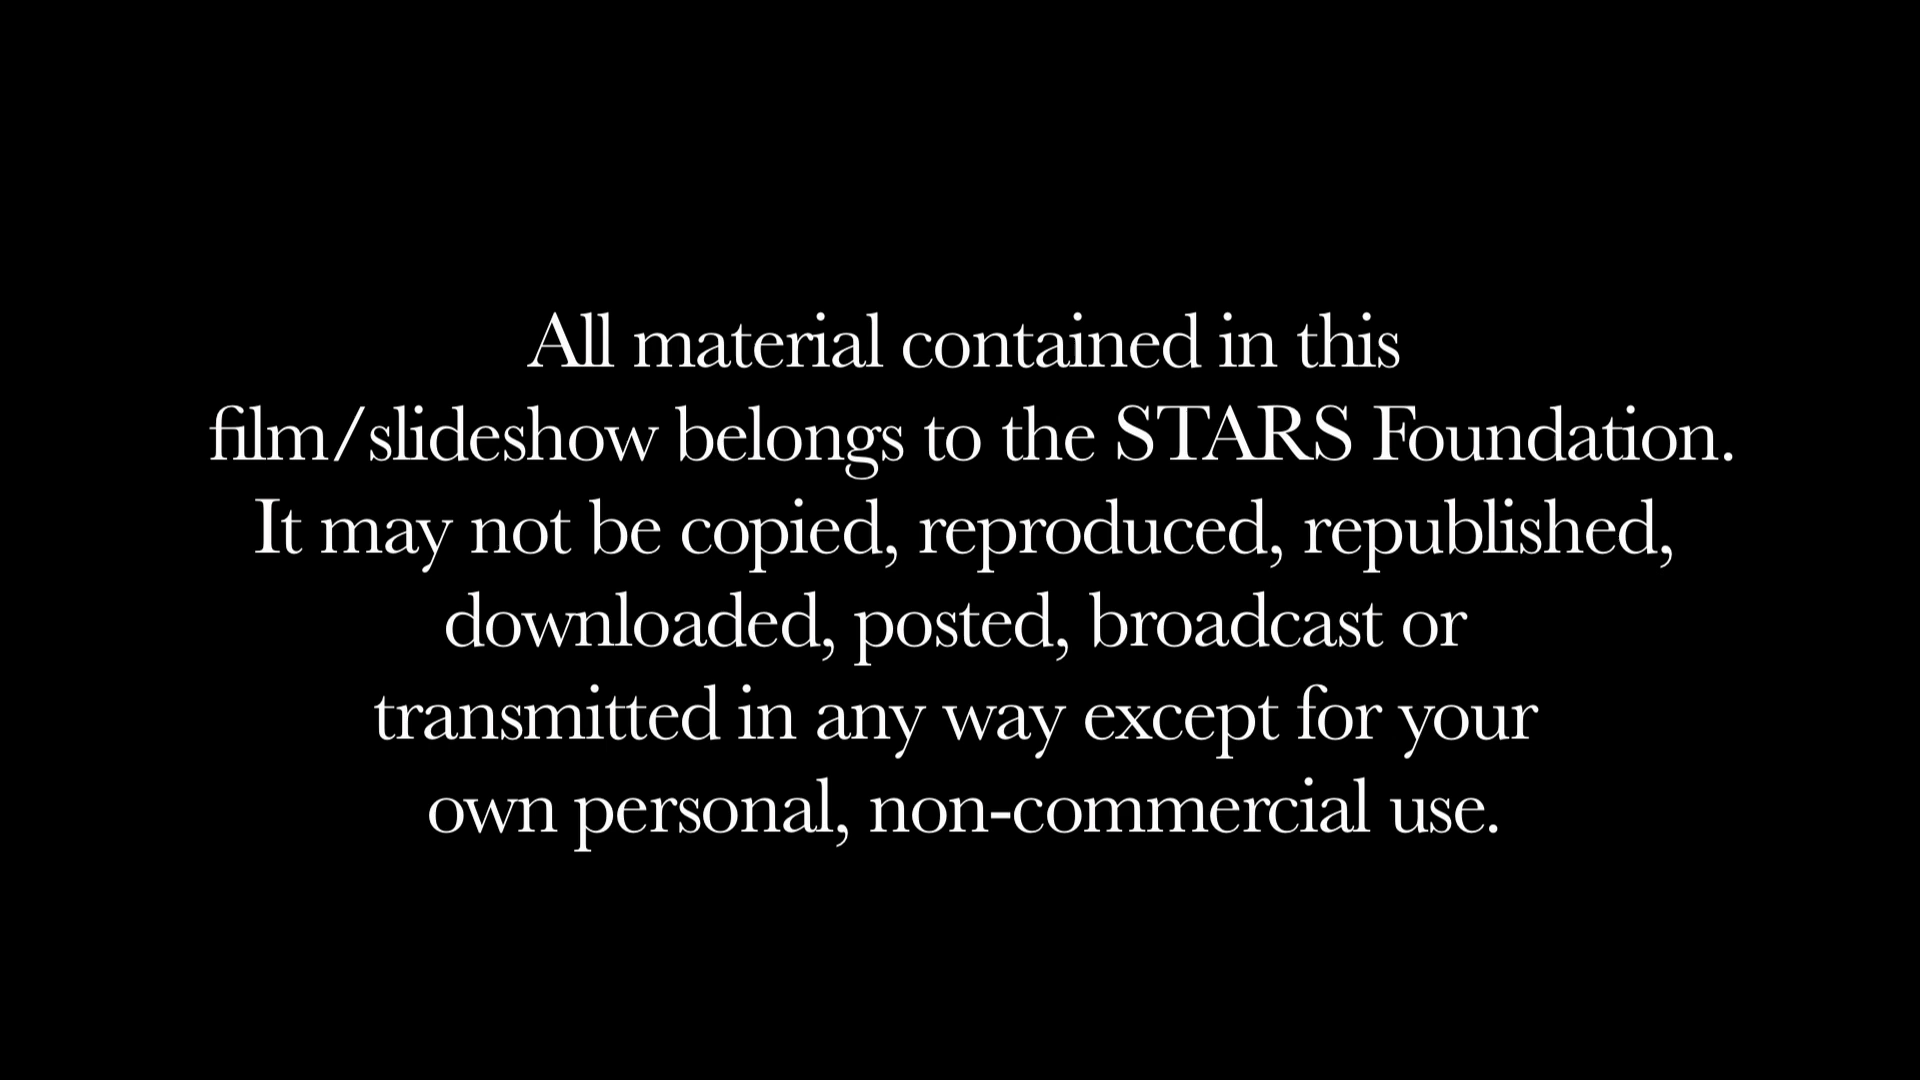 All material contained in this
film/slideshow belongs to the STARS Foundation.
It may not be copied, reproduced, republished,
downloaded, posted, broadcast or
transmitted in any way except for your
own personal, non-commercial use.